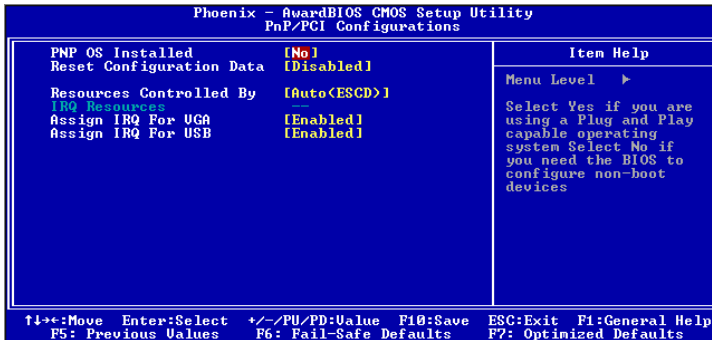 Phoenix - AwardBIOS CMOS Setup Utility
PnP/PCI Configurations
PNP OS Installed [No]
Reset Configuration Data [Disabled]
Resources Controlled By [Auto(ESCD)]
IRQ Resources --
Assign IRQ For VGA [Enabled]
Assign IRQ For USB [Enabled]
Item Help
Menu Level ▶
Select Yes if you are
using a Plug and Play
capable operating
system Select No if
you need the BIOS to
configure non-boot
devices
↑↓→←:Move Enter:Select +/-/PU/PD:Value F10:Save ESC:Exit F1:General Help
F5: Previous Values F6: Fail-Safe Defaults F7: Optimized Defaults